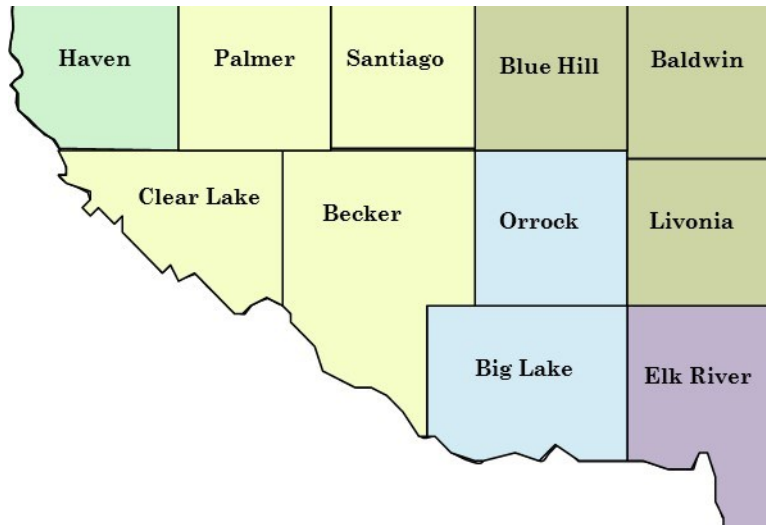 Haven
Palmer
Santiago
Blue Hill
Baldwin
Clear Lake
Becker
Orrock
Livonia
Big Lake
Elk River